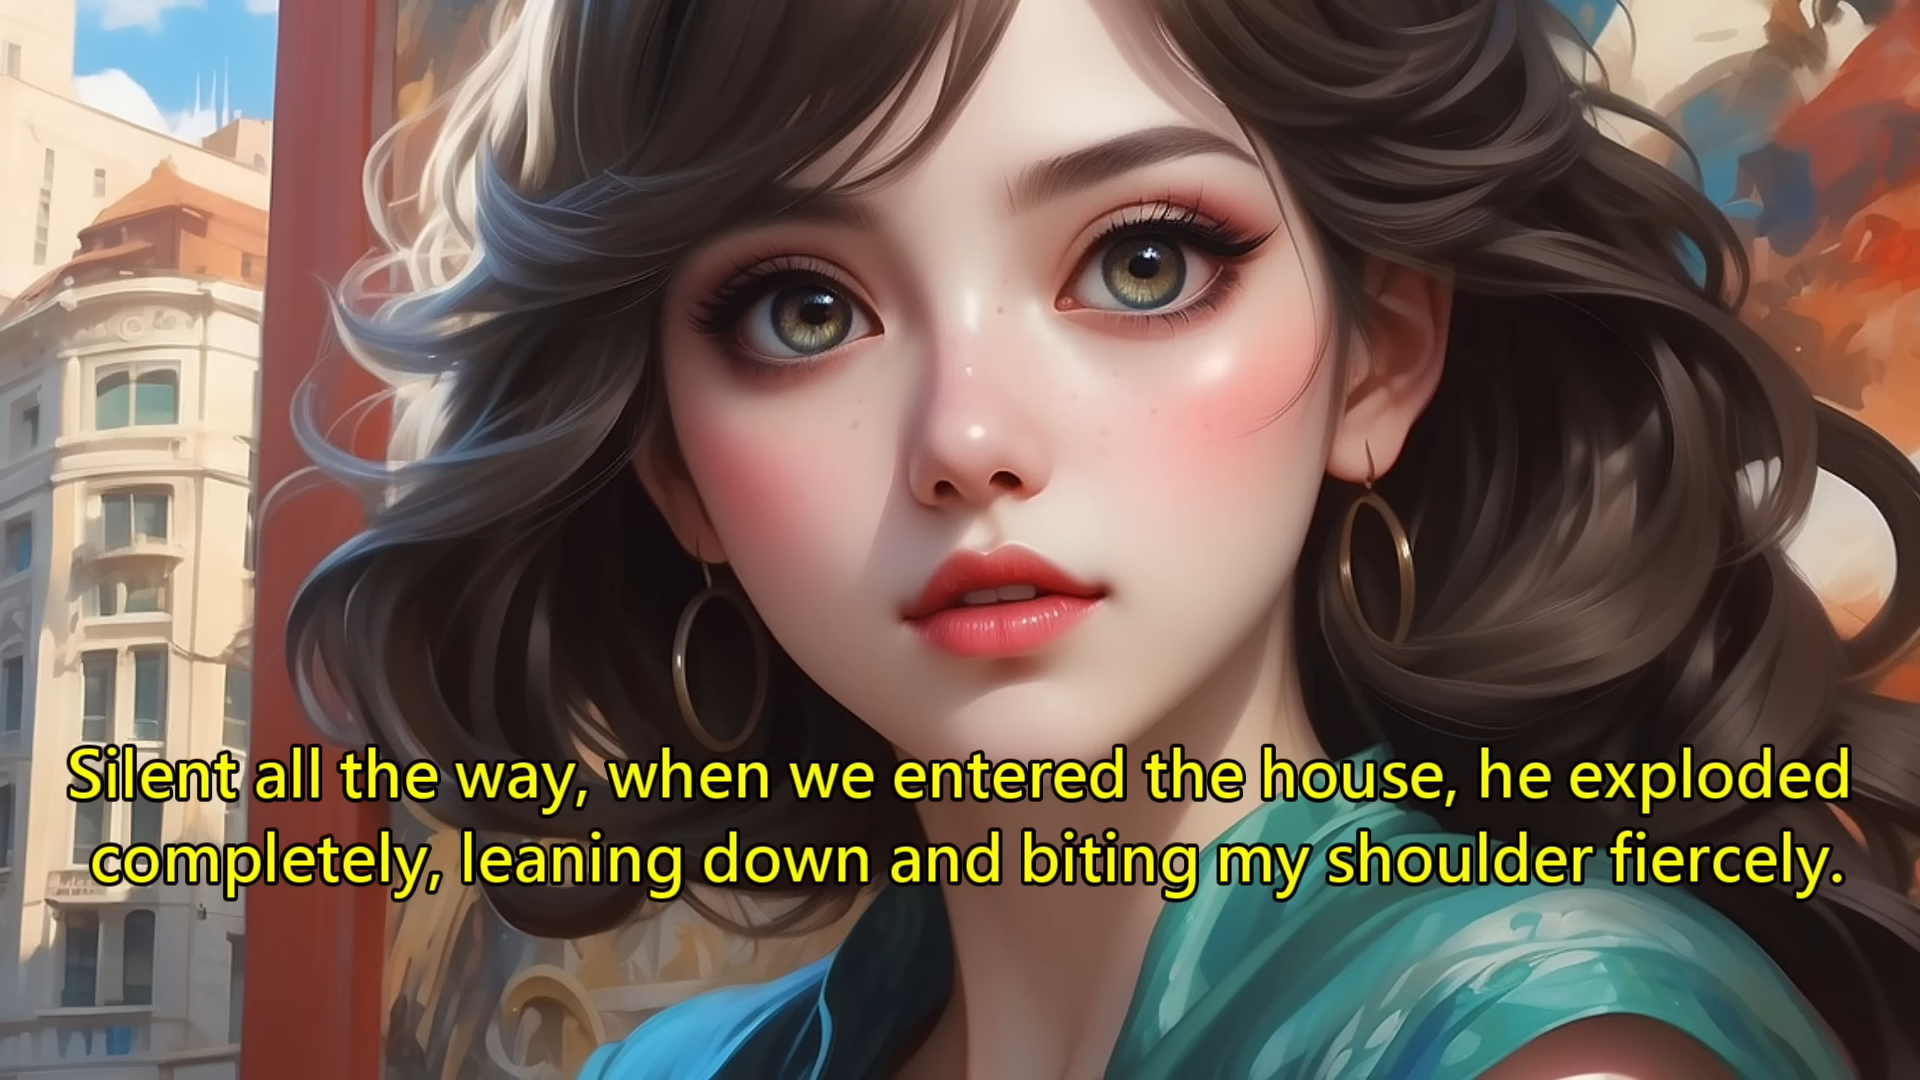 Silent all the way, when we entered the house, he exploded
completely, leaning down and biting my shoulder fiercely.